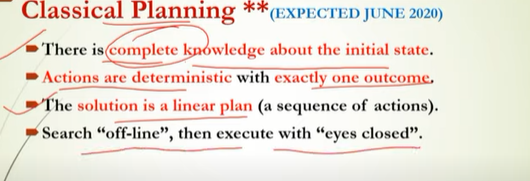 Classical Planning **(EXPECTED JUNE 2020)
There is complete knowledge about the initial state.
Actions are deterministic with exactly one outcome.
The solution is a linear plan (a sequence of actions).
Search “off-line”, then execute with “eyes closed”.